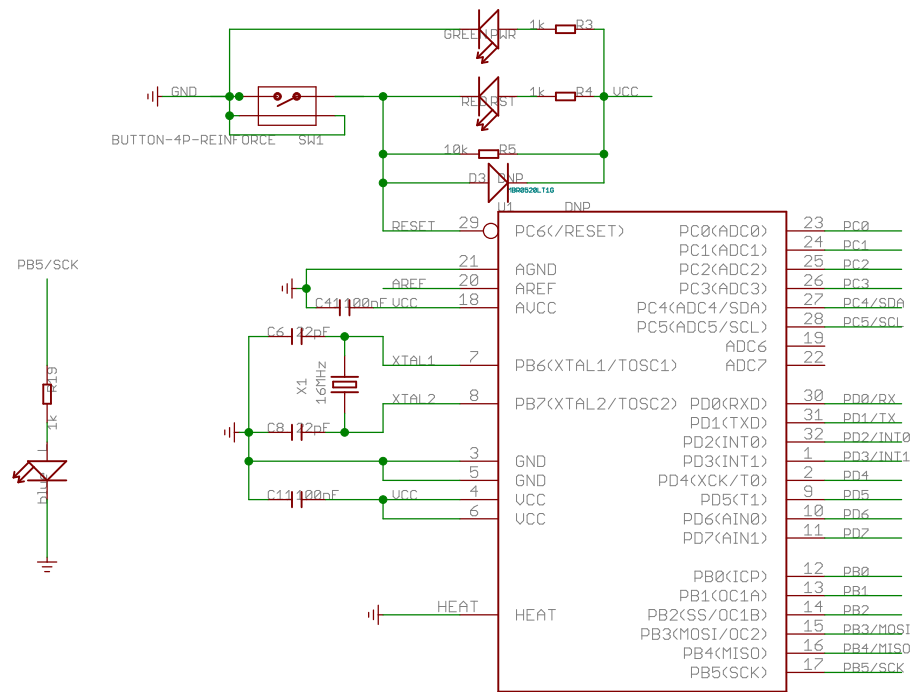 GREEN PWR 1k R3
GND
RED RST 1k R4 VCC
BUTTON-4P-REINFORCE SW1
10k R5
D3 DNP
MBR0520LT1G
U1 DNP
RESET 29 PC6(/RESET) PC0(ADC0) 23 PC0
PC1(ADC1) 24 PC1
PB5/SCK
21 AGND PC2(ADC2) 25 PC2
AREF 20 AREF PC3(ADC3) 26 PC3
C4 100nF VCC 18 AVCC PC4(ADC4/SDA) 27 PC4/SDA
PC5(ADC5/SCL) 28 PC5/SCL
C6 22pF
ADC6 19
XTAL1 7 PB6(XTAL1/TOSC1) ADC7 22
X1
16MHz
R19
1k
XTAL2 8 PB7(XTAL2/TOSC2) PD0(RXD) 30 PD0/RX
PD1(TXD) 31 PD1/TX
C8 22pF
PD2(INT0) 32 PD2/INT0
3 GND PD3(INT1) 1 PD3/INT1
L
blue
5 GND PD4(XCK/T0) 2 PD4
C11 100nF VCC 4 VCC PD5(T1) 9 PD5
6 VCC PD6(AIN0) 10 PD6
PD7(AIN1) 11 PD7
PB0(ICP) 12 PB0
PB1(OC1A) 13 PB1
HEAT HEAT PB2(SS/OC1B) 14 PB2
PB3(MOSI/OC2) 15 PB3/MOSI
PB4(MISO) 16 PB4/MISO
PB5(SCK) 17 PB5/SCK